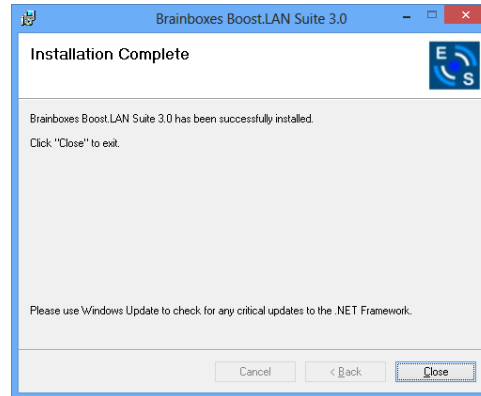 Brainboxes Boost.LAN Suite 3.0
Installation Complete
E
S
Brainboxes Boost.LAN Suite 3.0 has been successfully installed.
Click "Close" to exit.
Please use Windows Update to check for any critical updates to the .NET Framework.
Cancel
< Back
Close